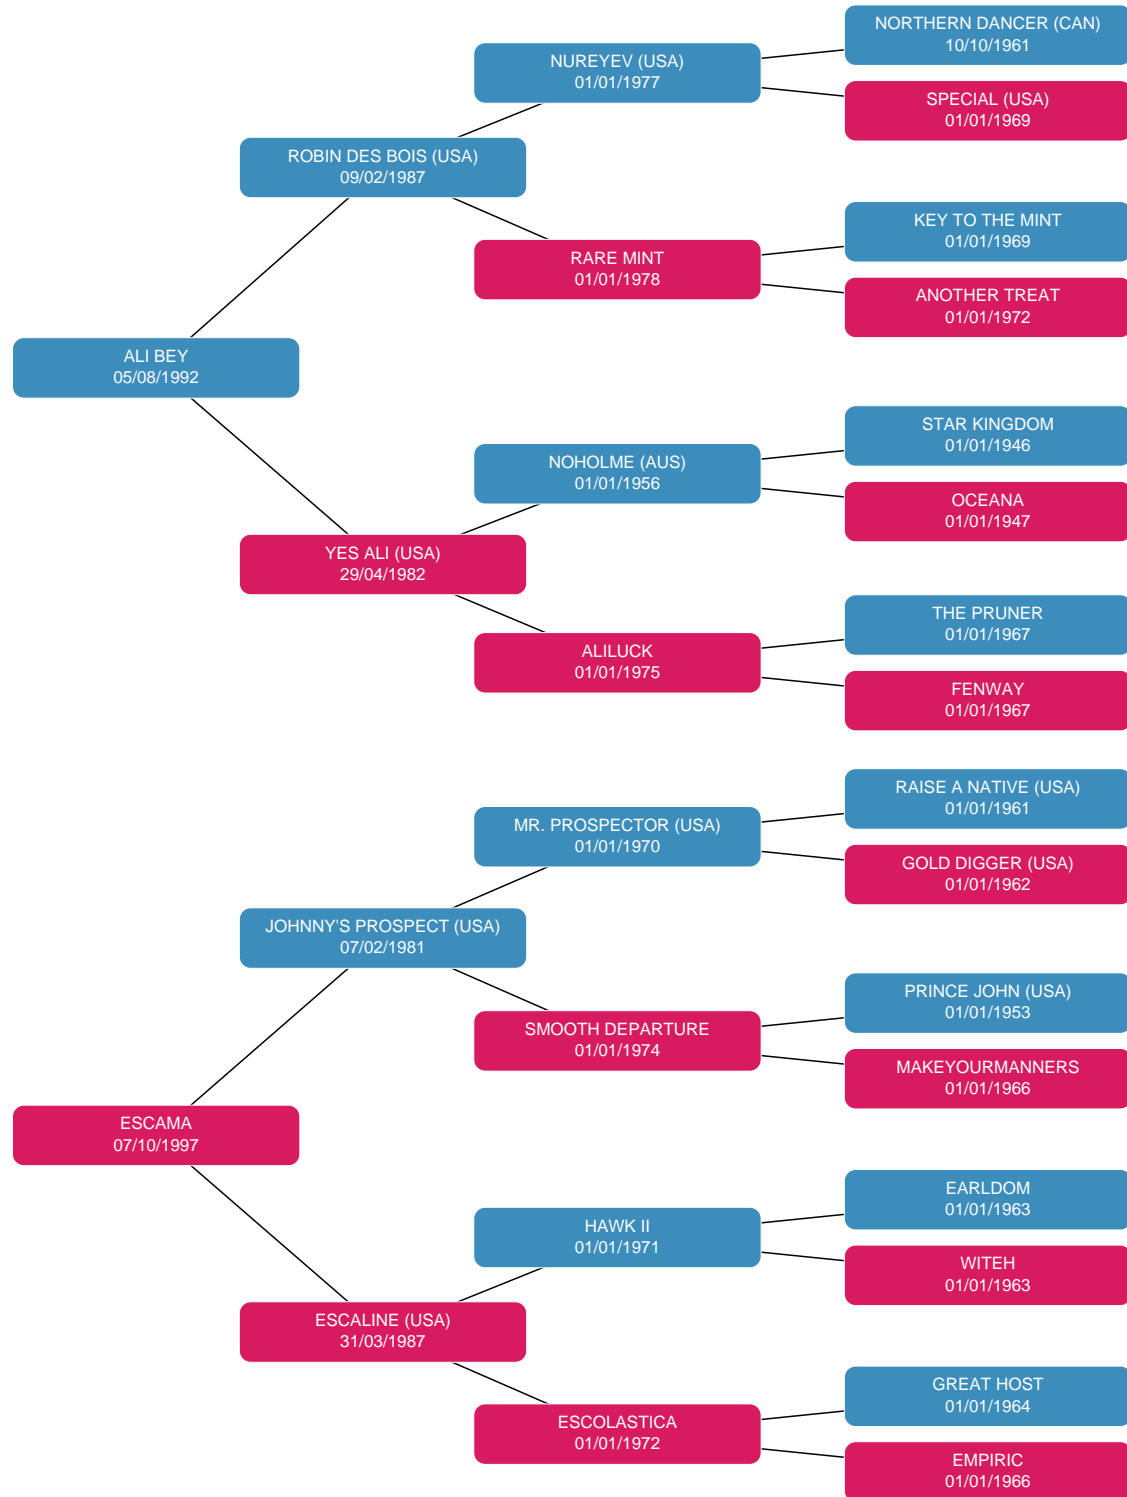 NORTHERN DANCER (CAN)
10/10/1961
NUREYEV (USA)
01/01/1977
SPECIAL (USA)
01/01/1969
ROBIN DES BOIS (USA)
09/02/1987
KEY TO THE MINT
01/01/1969
RARE MINT
01/01/1978
ANOTHER TREAT
01/01/1972
ALI BEY
05/08/1992
STAR KINGDOM
01/01/1946
NOHOLME (AUS)
01/01/1956
OCEANA
01/01/1947
YES ALI (USA)
29/04/1982
THE PRUNER
01/01/1967
ALILUCK
01/01/1975
FENWAY
01/01/1967
RAISE A NATIVE (USA)
01/01/1961
MR. PROSPECTOR (USA)
01/01/1970
GOLD DIGGER (USA)
01/01/1962
JOHNNY'S PROSPECT (USA)
07/02/1981
PRINCE JOHN (USA)
01/01/1953
SMOOTH DEPARTURE
01/01/1974
MAKEYOURMANNERS
01/01/1966
ESCAMA
07/10/1997
EARLDOM
01/01/1963
HAWK II
01/01/1971
WITEH
01/01/1963
ESCALINE (USA)
31/03/1987
GREAT HOST
01/01/1964
ESCOLASTICA
01/01/1972
EMPIRIC
01/01/1966